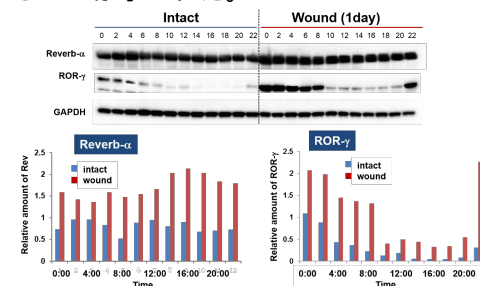 Intact Wound (1day)
0 2 4 6 8 10 12 14 16 18 20 22 0 2 4 6 8 10 12 14 16 18 20 22
Reverb-α
ROR-γ
GAPDH
Reverb-α
ROR-γ
Relative amount of Rev
2.5
2
1.5
1
0.5
0
intact
wound
0:00 4:00 8:00 12:00 16:00 20:00
Time
Relative amount of ROR-γ
2.5
2
1.5
1
0.5
0
intact
wound
0:00 4:00 8:00 12:00 16:00 20:00
Time